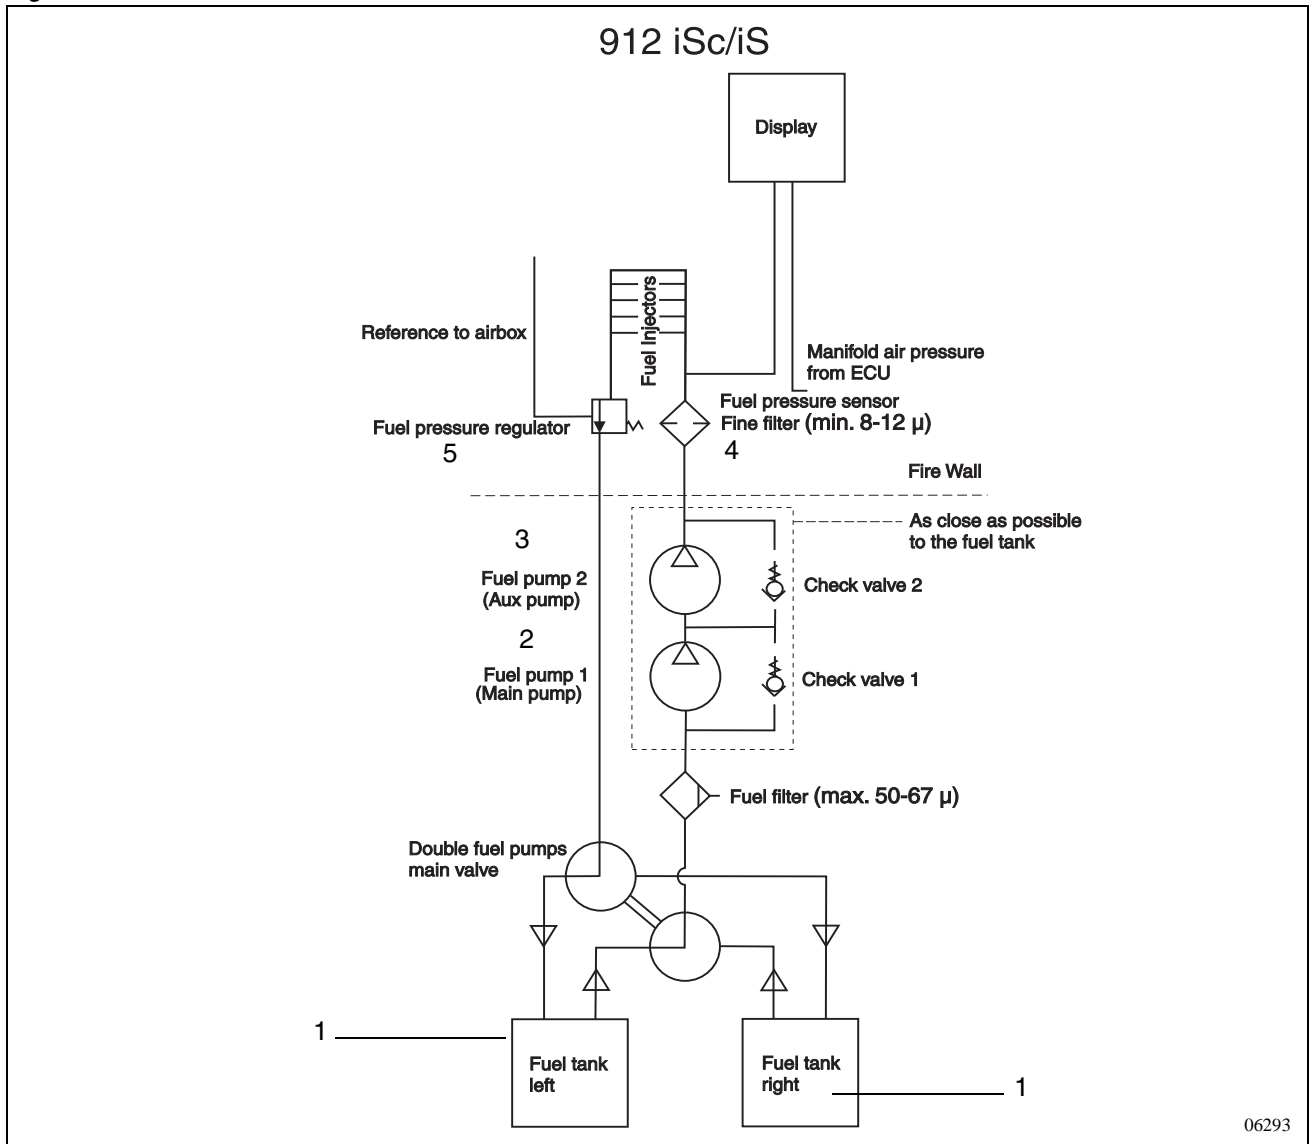 912 iSc/iS
Display
Reference to airbox
Fuel Injectors
Manifold air pressure
from ECU
Fuel pressure sensor
Fine filter (min. 8-12 µ)
4
Fuel pressure regulator
5
Fire Wall
As close as possible
to the fuel tank
3
Fuel pump 2
(Aux pump)
Check valve 2
2
Fuel pump 1
(Main pump)
Check valve 1
Fuel filter (max. 50-67 µ)
Double fuel pumps
main valve
1
Fuel tank
left
Fuel tank
right
1
06293